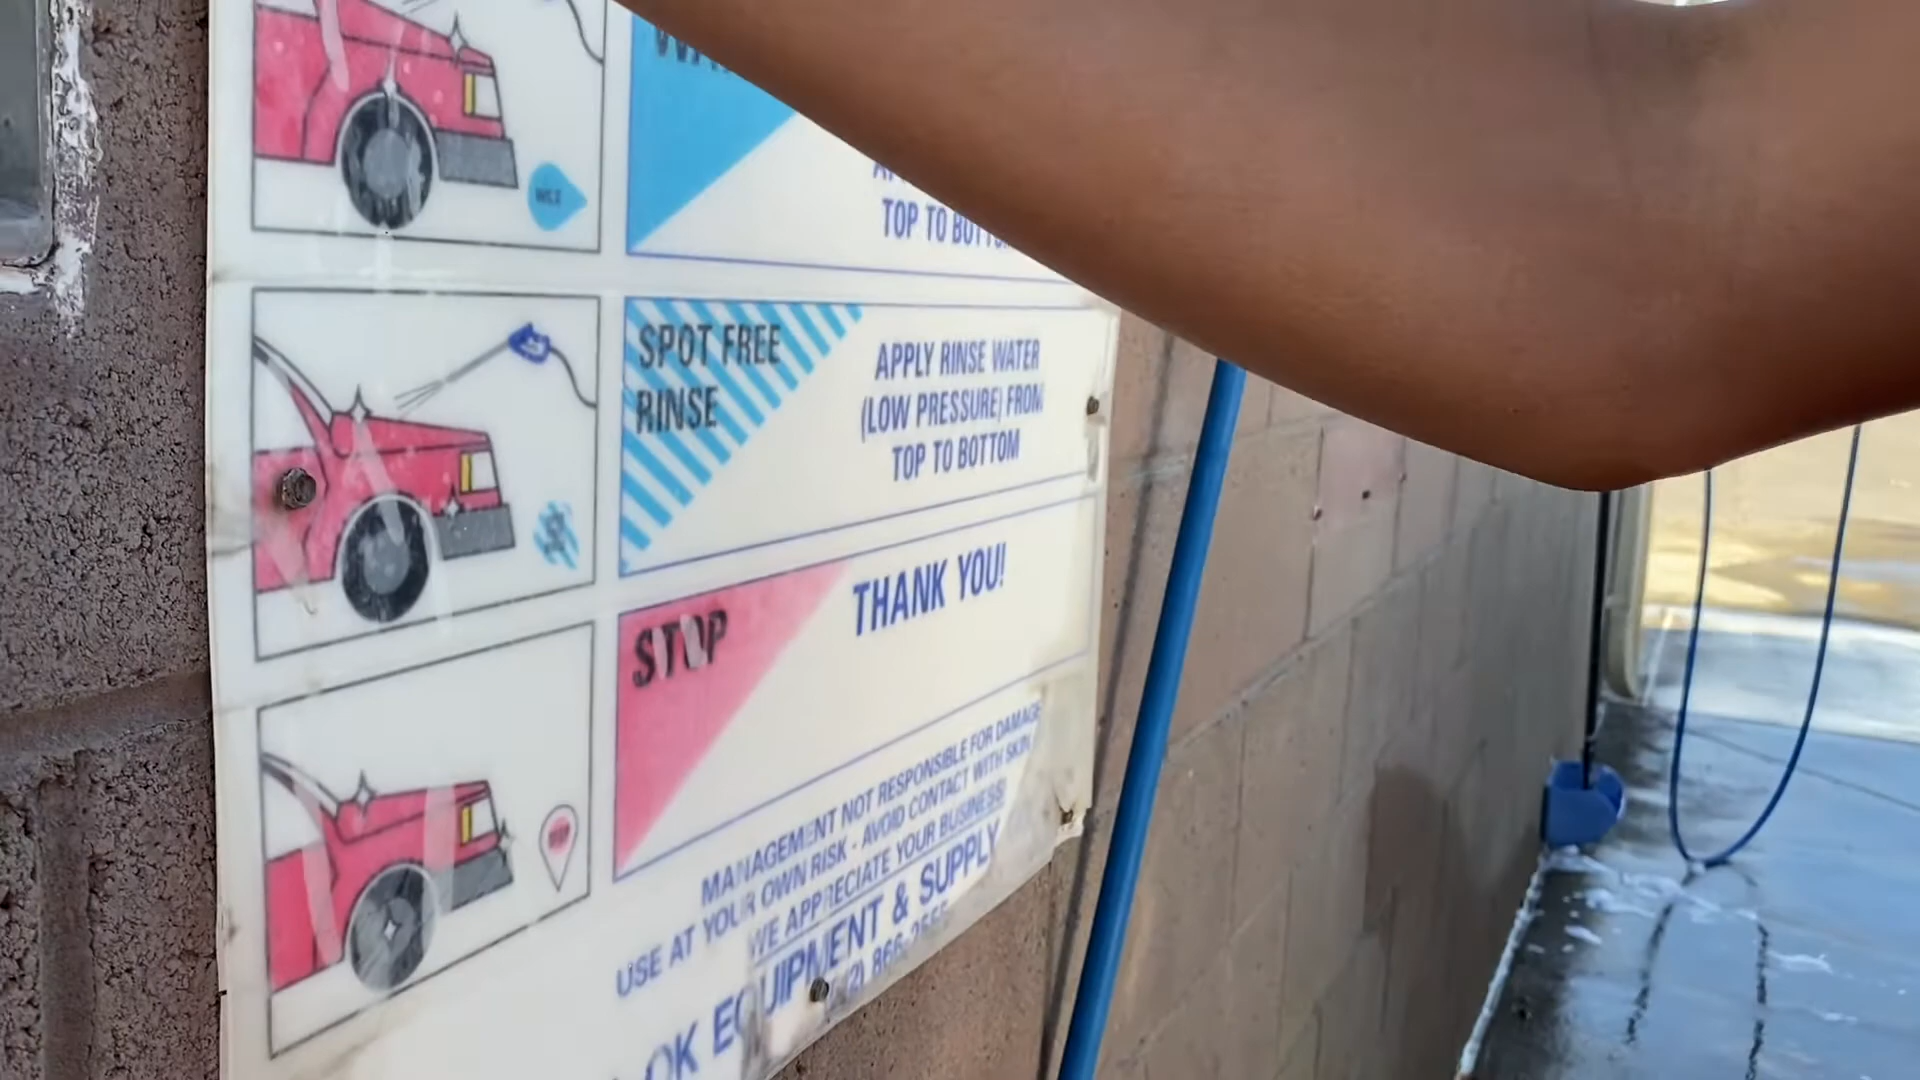 TOP TO BOTTOM
SPOT FREE
RINSE
APPLY RINSE WATER
(LOW PRESSURE) FROM
TOP TO BOTTOM
STOP
THANK YOU!
MANAGEMENT NOT RESPONSIBLE FOR DAMAGE
USE AT YOUR OWN RISK - AVOID CONTACT WITH SKIN
WE APPRECIATE YOUR BUSINESS!
OK EQUIPMENT & SUPPLY